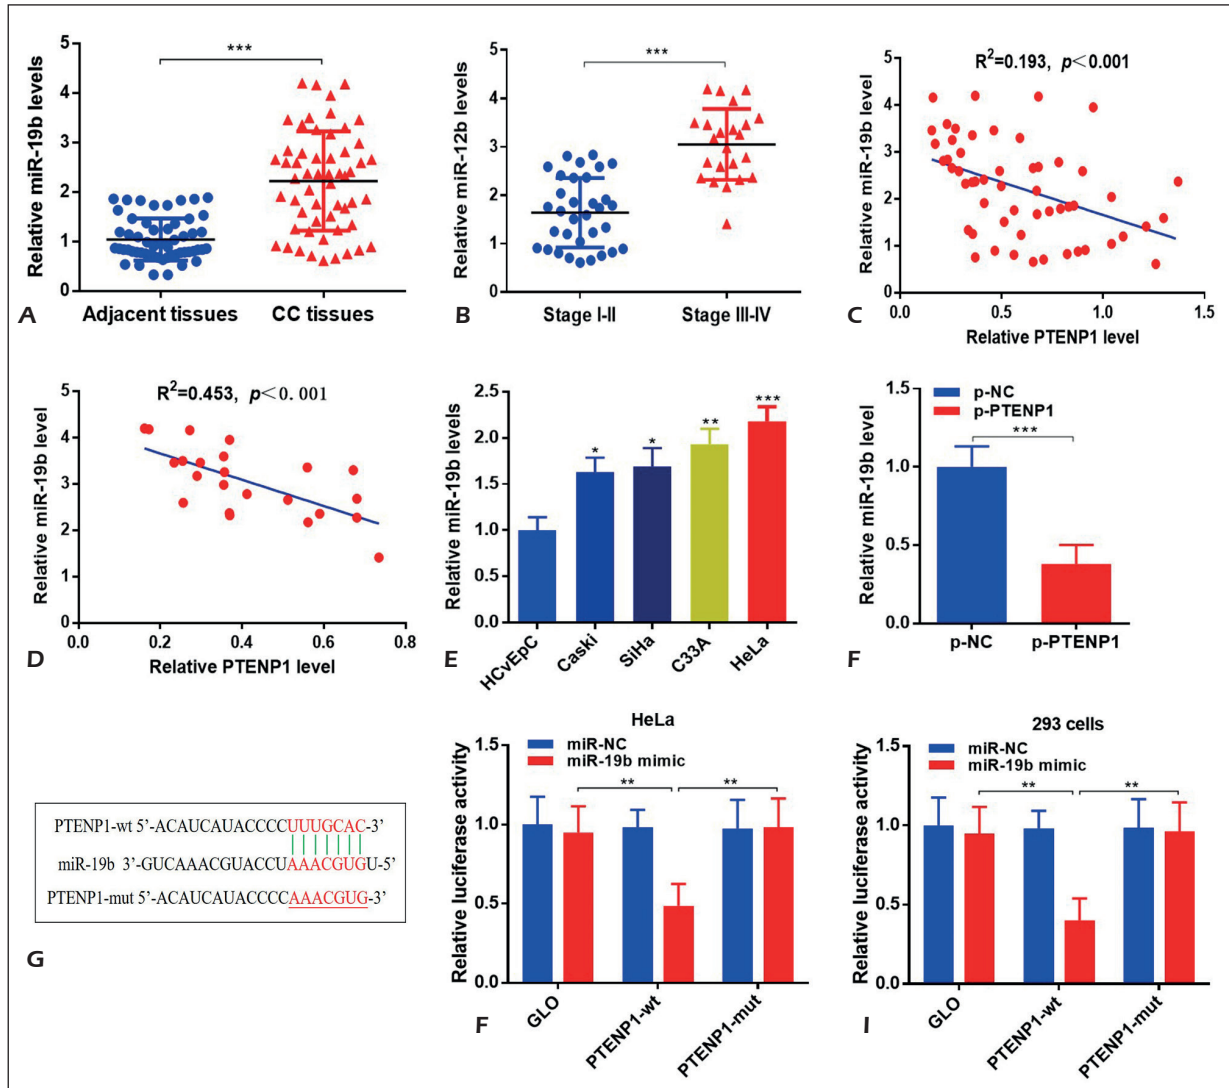 Relative miR-19b levels
5
4
3
2
1
0
***
Adjacent tissues
CC tissues
A
Relative miR-12b levels
5
4
3
2
1
0
***
Stage I-II
Stage III-IV
B
R²=0.193, p<0.001
Relative miR-19b level
5
4
3
2
1
0
0.0
0.5
1.0
1.5
Relative PTENP1 level
C
R²=0.453, p<0.001
Relative miR-19b level
5
4
3
2
1
0
0.0
0.2
0.4
0.6
0.8
Relative PTENP1 level
D
Relative miR-19b levels
2.5
2.0
1.5
1.0
0.5
0.0
*
*
**
***
HCvEpC
Caski
SiHa
C33A
HeLa
E
Relative miR-19b level
1.5
1.0
0.5
0.0
p-NC
p-PTENP1
***
p-NC
p-PTENP1
F
PTENP1-wt 5’-ACAUCAUACCCCUUUGCAC-3’
miR-19b 3’-GUCAAACGUACCUAAACGUGU-5’
PTENP1-mut 5’-ACAUCAUACCCCAAACGUG-3’
G
HeLa
Relative luciferase activity
1.5
1.0
0.5
0.0
miR-NC
miR-19b mimic
**
**
GLO
PTENP1-wt
PTENP1-mut
F
293 cells
Relative luciferase activity
1.5
1.0
0.5
0.0
miR-NC
miR-19b mimic
**
**
GLO
PTENP1-wt
PTENP1-mut
I